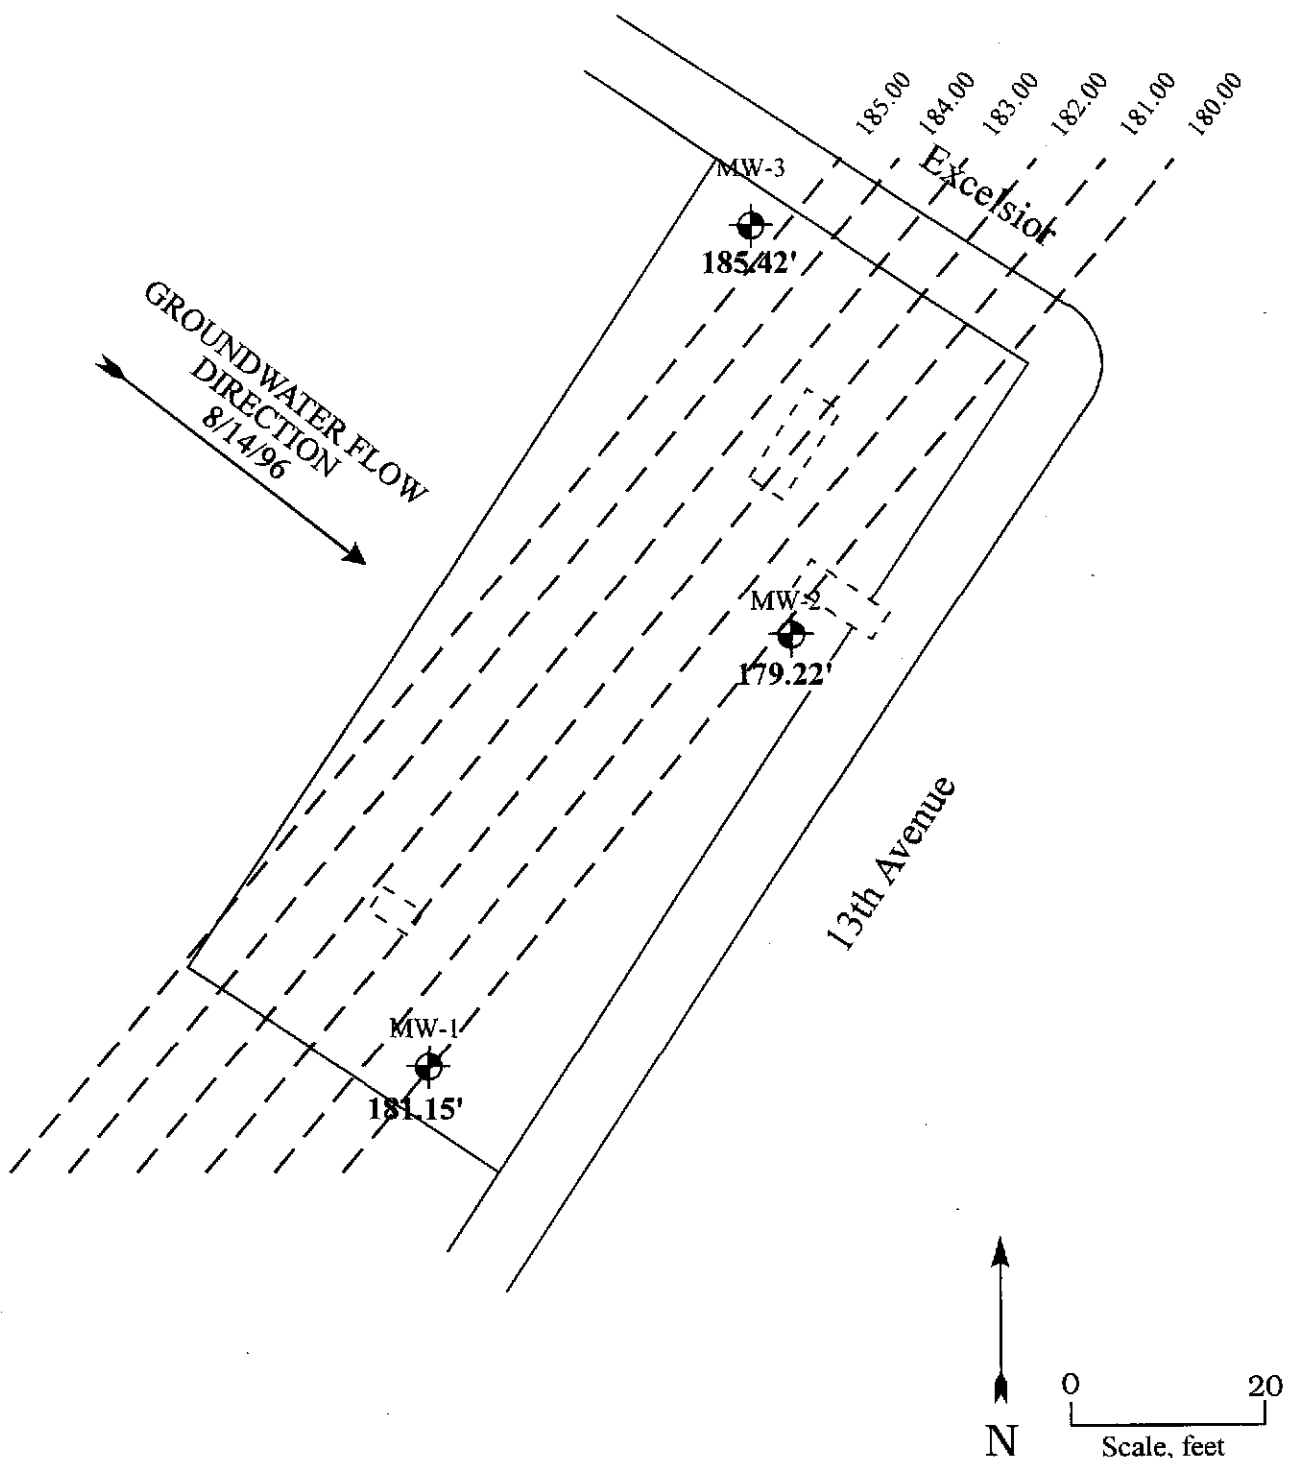 185.00
184.00
183.00
182.00
181.00
180.00
Excelsior
MW-3
185.42'
GROUNDWATER FLOW
DIRECTION
8/14/96
MW-2
179.22'
13th Avenue
MW-1
181.15'
N
0 20
Scale, feet